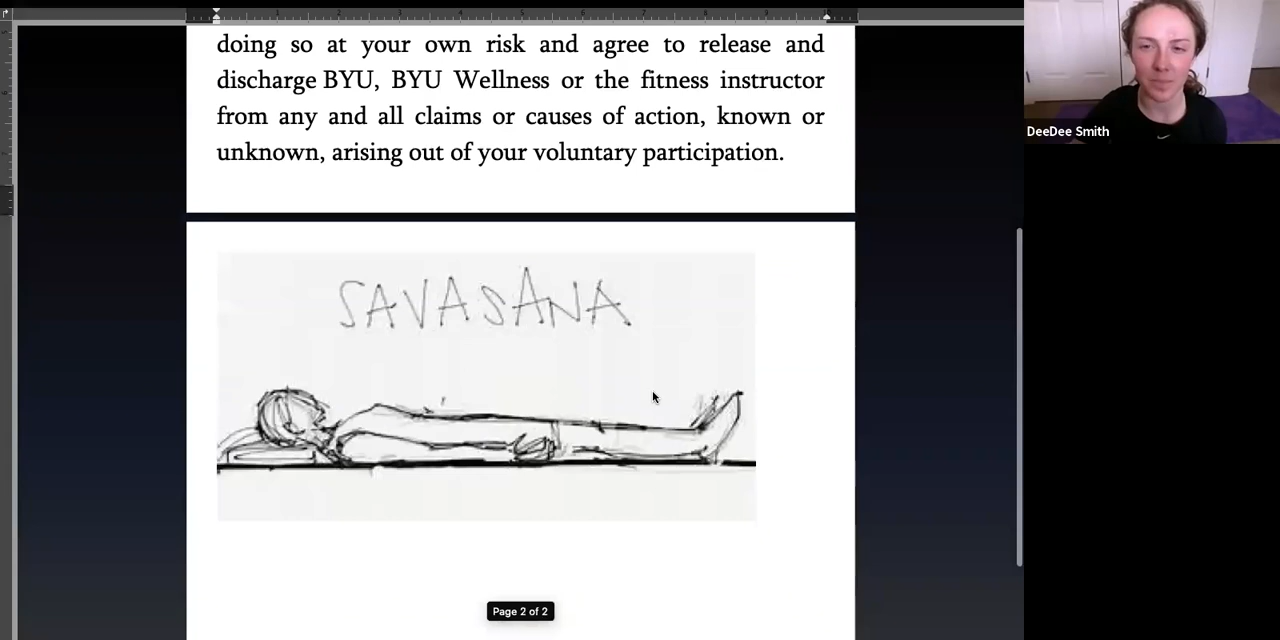 doing so at your own risk and agree to release and
discharge BYU, BYU Wellness or the fitness instructor
from any and all claims or causes of action, known or
unknown, arising out of your voluntary participation.
SAVASANA
Page 2 of 2
DeeDee Smith